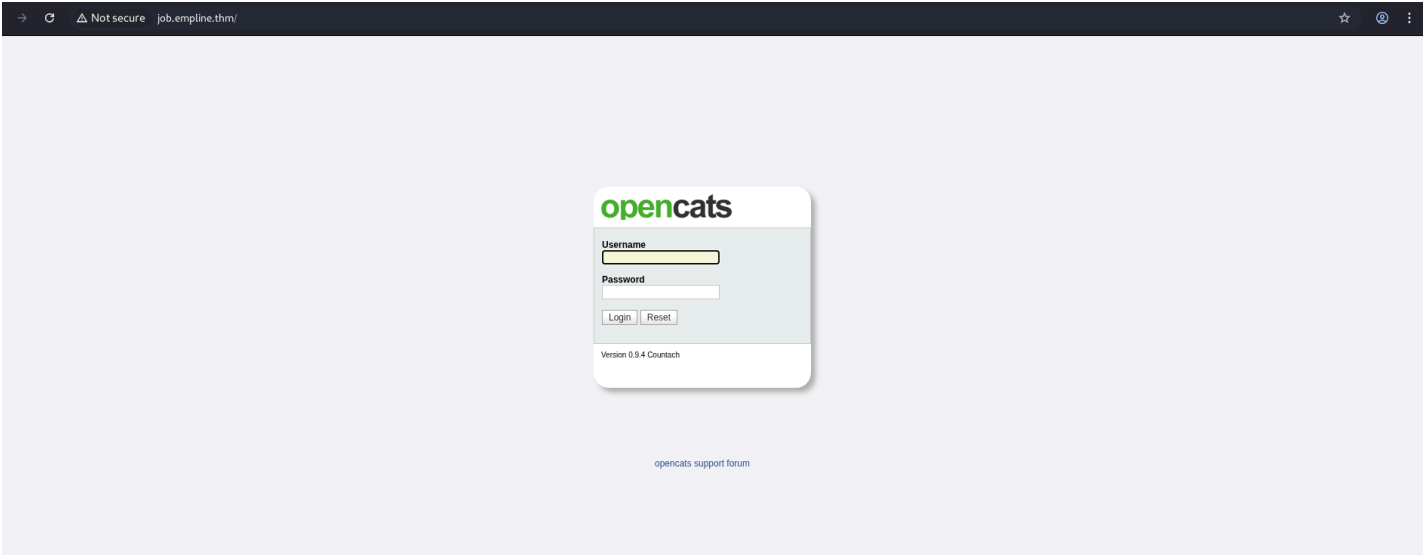 Not secure job.empline.thm/
opencats
Username
Password
Login Reset
Version 0.9.4 Countach
opencats support forum